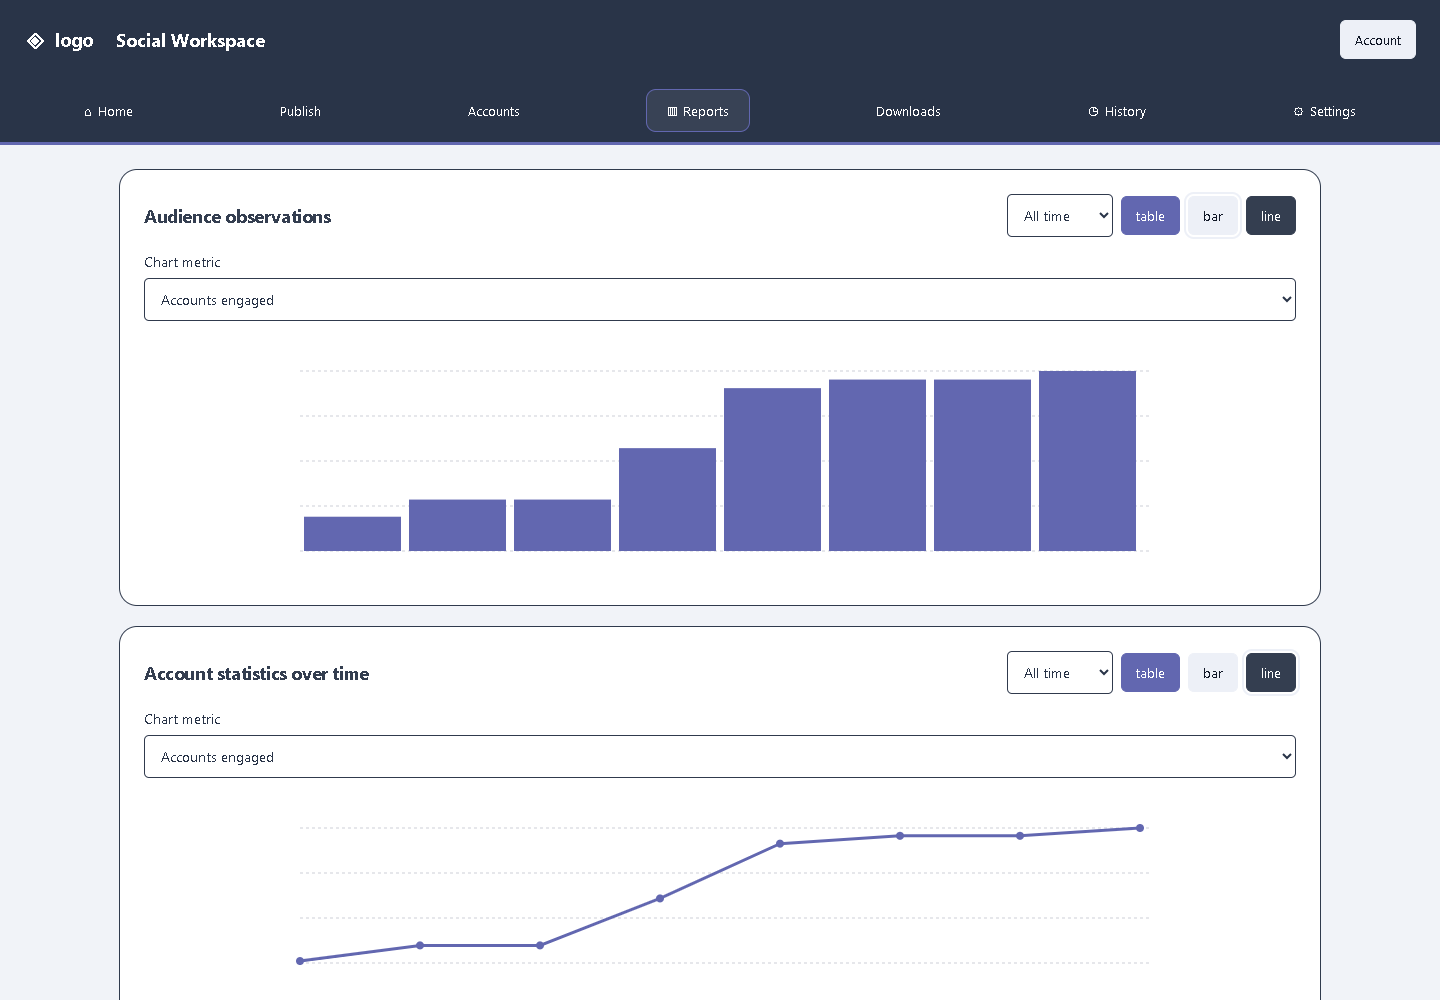 logo Social Workspace Account
Home Publish Accounts Reports Downloads History Settings
Audience observations All time table bar line
Chart metric
Accounts engaged
Account statistics over time All time table bar line
Chart metric
Accounts engaged